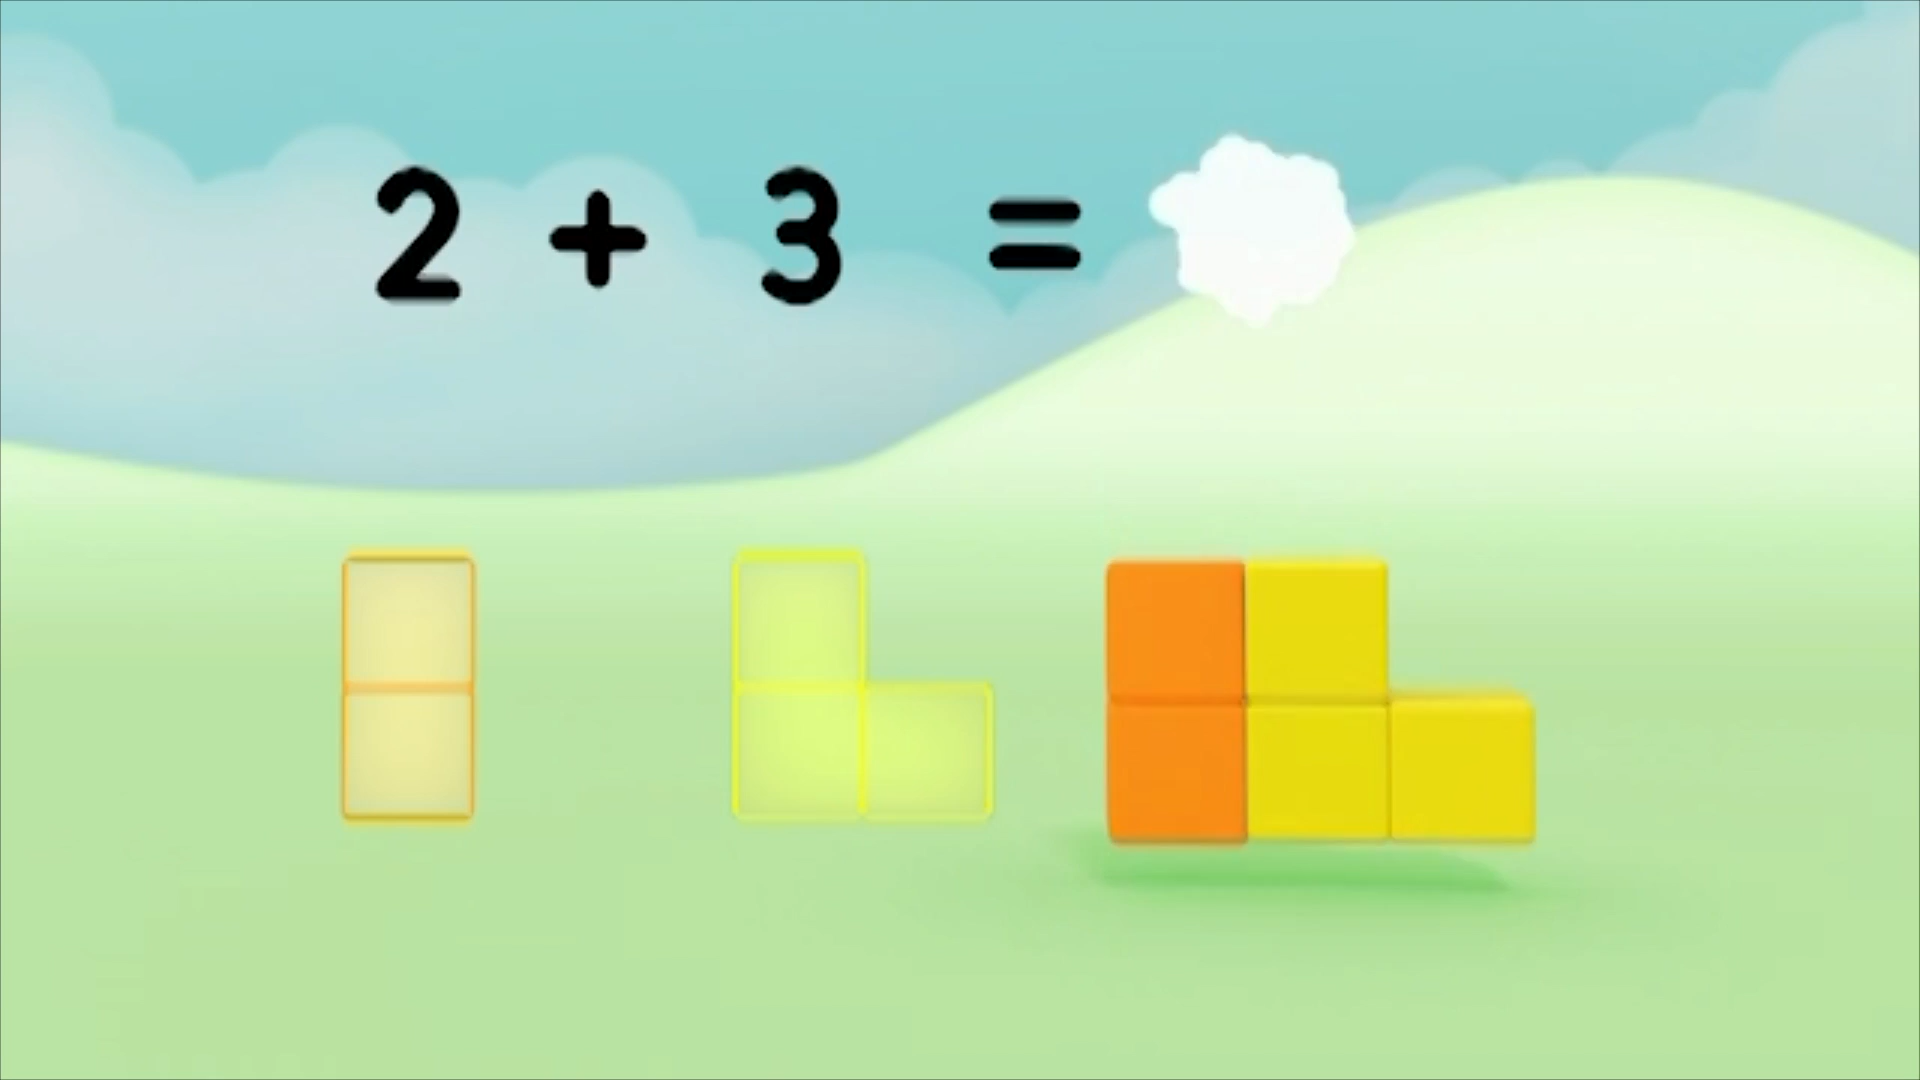 2 + 3 =